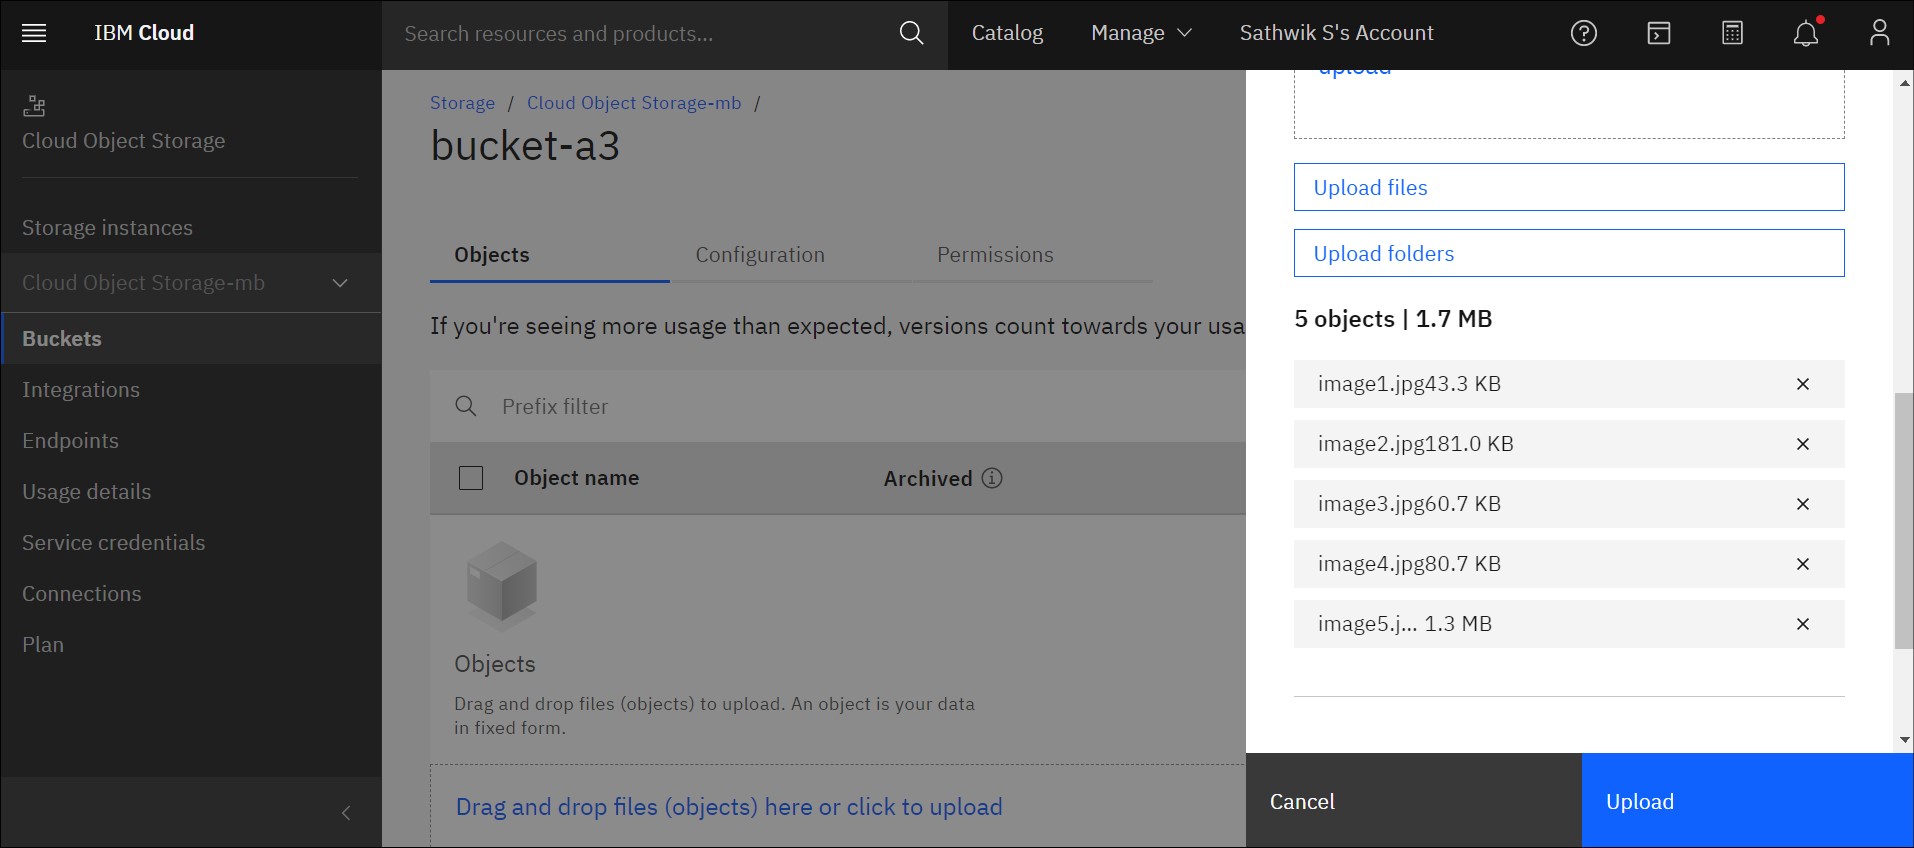 IBM Cloud
Search resources and products...
Catalog
Manage
Sathwik S's Account
Cloud Object Storage
Storage instances
Cloud Object Storage-mb
Buckets
Integrations
Endpoints
Usage details
Service credentials
Connections
Plan
Storage / Cloud Object Storage-mb /
bucket-a3
Objects
Configuration
Permissions
If you're seeing more usage than expected, versions count towards your usa
Prefix filter
Object name
Archived
Objects
Drag and drop files (objects) to upload. An object is your data
in fixed form.
Drag and drop files (objects) here or click to upload
upload
Upload files
Upload folders
5 objects | 1.7 MB
image1.jpg43.3 KB
image2.jpg181.0 KB
image3.jpg60.7 KB
image4.jpg80.7 KB
image5.j... 1.3 MB
Cancel
Upload